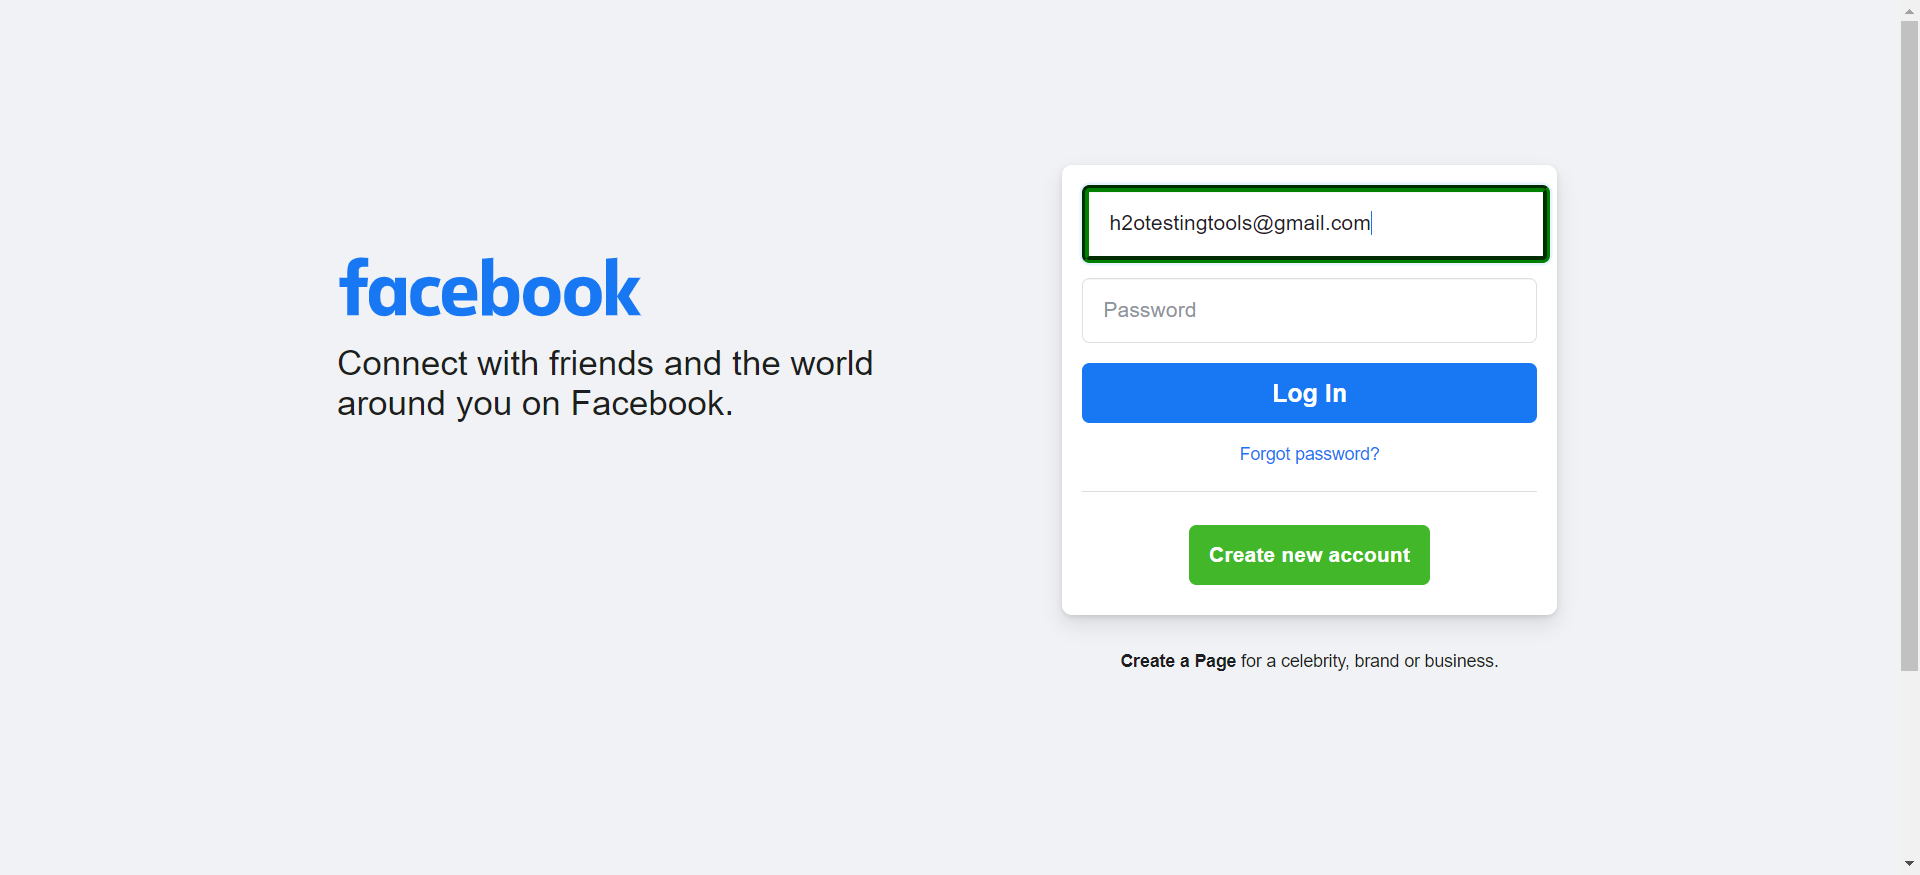 facebook
Connect with friends and the world
around you on Facebook.
h2otestingtools@gmail.com
Password
Log In
Forgot password?
Create new account
Create a Page for a celebrity, brand or business.